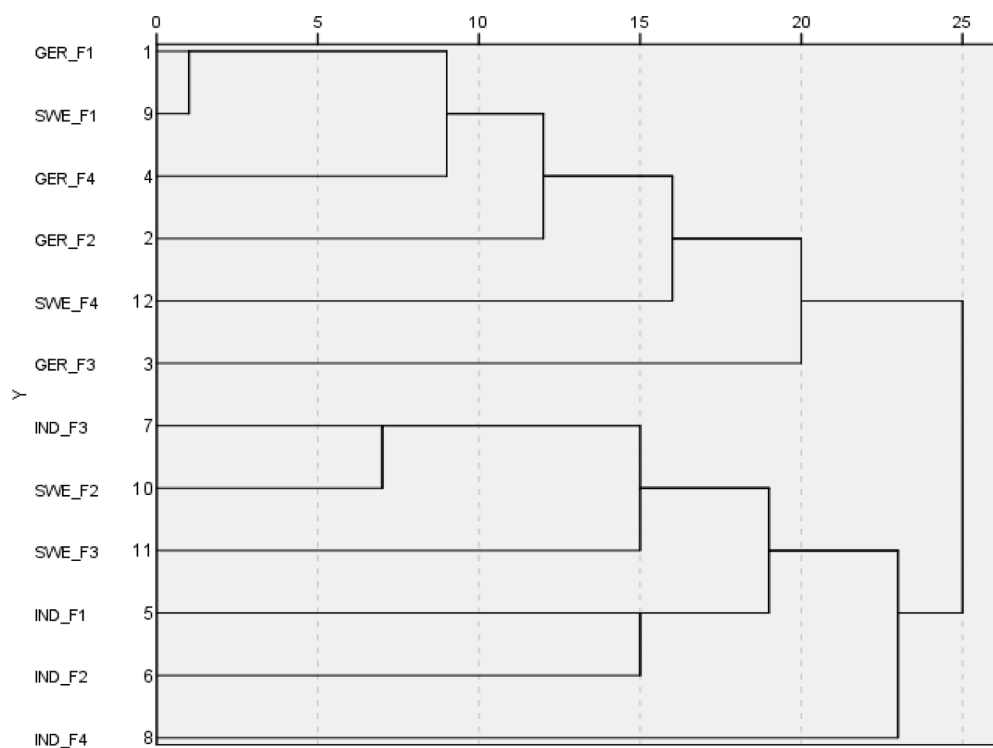 0 5 10 15 20 25
GER_F1 1
SWE_F1 9
GER_F4 4
GER_F2 2
SWE_F4 12
GER_F3 3
Y
IND_F3 7
SWE_F2 10
SWE_F3 11
IND_F1 5
IND_F2 6
IND_F4 8